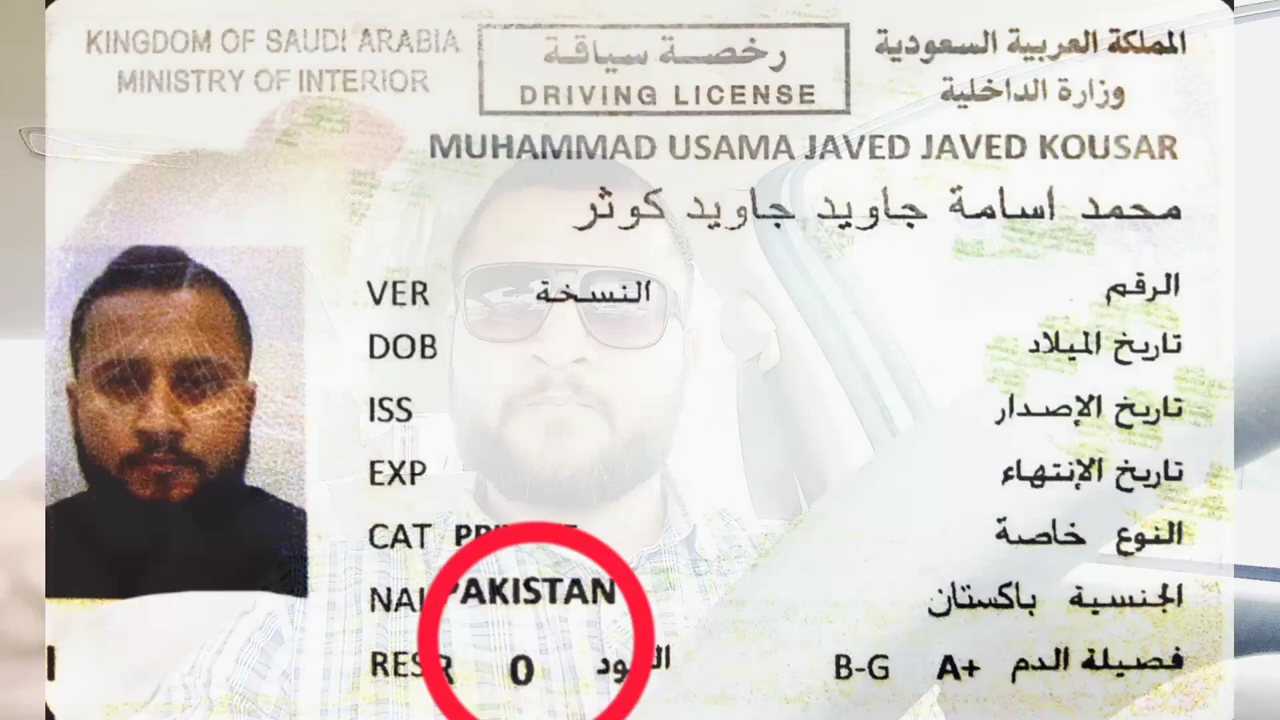 KINGDOM OF SAUDI ARABIA
MINISTRY OF INTERIOR
رخصة سياقة
DRIVING LICENSE
المملكة العربية السعودية
وزارة الداخلية
MUHAMMAD USAMA JAVED JAVED KOUSAR
محمد اسامة جاويد جاويد كوثر
VER النسخة الرقم
DOB تاريخ الميلاد
ISS تاريخ الإصدار
EXP تاريخ الإنتهاء
CAT النوع خاصة
PAKISTAN الجنسية باكستان
RESR 0 B-G A+ فصيلة الدم